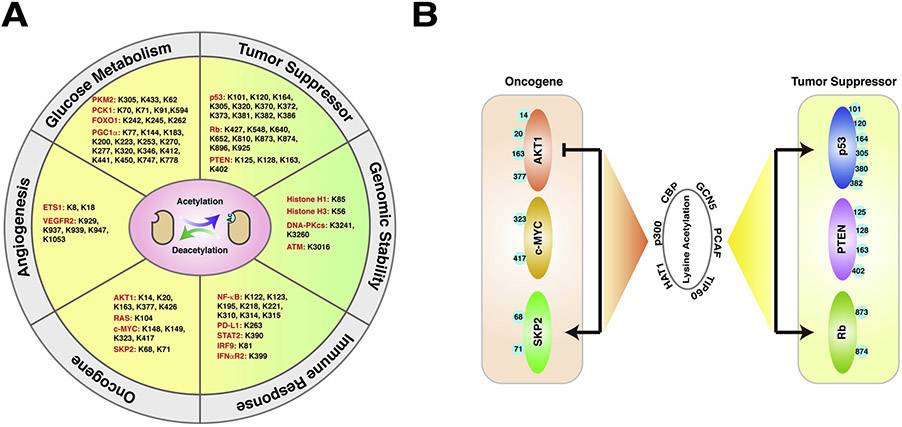 A
Glucose Metabolism
Tumor Suppressor
Genomic Stability
Immune Response
Oncogene
Angiogenesis
PKM2: K305, K433, K62
PCK1: K70, K71, K91,K594
FOXO1: K242, K245, K262
PGC1α: K77, K144, K183,
K200, K223, K253, K270,
K277, K320, K346, K412,
K441, K450, K747, K778
p53: K101, K120, K164,
K305, K320, K370, K372,
K373, K381, K382, K386
Rb: K427, K548, K640,
K652, K810, K873, K874,
K896, K925
PTEN: K125, K128, K163,
K402
Histone H1: K85
Histone H3: K56
DNA-PKcs: K3241,
K3260
ATM: K3016
NF-κB: K122, K123,
K195, K218, K221,
K310, K314, K315
PD-L1: K263
STAT2: K390
IRF9: K81
IFNαR2: K399
AKT1: K14, K20,
K163, K377, K426
RAS: K104
c-MYC: K148, K149,
K323, K417
SKP2: K68, K71
ETS1: K8, K18
VEGFR2: K929,
K937, K939, K947,
K1053
Acetylation
Ac
Deacetylation
B
Oncogene
14
20
163
377
AKT1
323
417
c-MYC
68
71
SKP2
HAT1
p300
CBP
GCN5
PCAF
TIP60
Lysine Acetylation
Tumor Suppressor
p53
101
120
164
305
380
382
PTEN
125
128
163
402
Rb
873
874